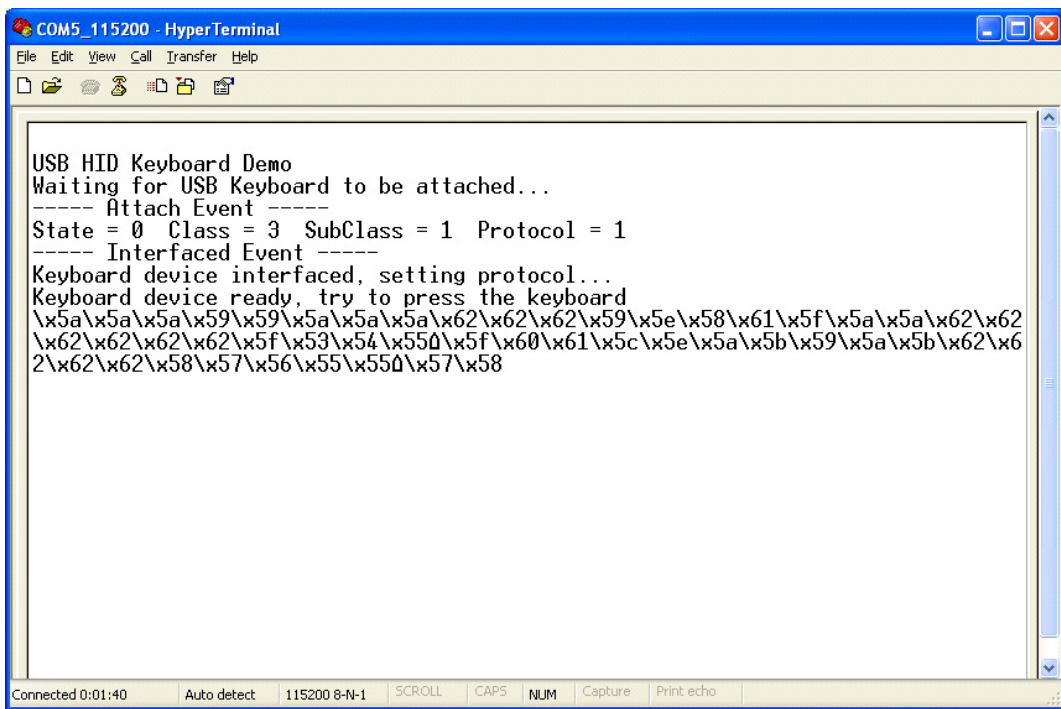 COM5_115200 - HyperTerminal
File Edit View Call Transfer Help
USB HID Keyboard Demo
Waiting for USB Keyboard to be attached...
----- Attach Event -----
State = 0  Class = 3  SubClass = 1  Protocol = 1
----- Interfaced Event -----
Keyboard device interfaced, setting protocol...
Keyboard device ready, try to press the keyboard
\x5a\x5a\x5a\x59\x59\x5a\x5a\x5a\x62\x62\x62\x59\x5e\x58\x61\x5f\x5a\x5a\x62\x62
\x62\x62\x62\x62\x5f\x53\x54\x55Δ\x5f\x60\x61\x5c\x5e\x5a\x5b\x59\x5a\x5b\x62\x6
2\x62\x62\x58\x57\x56\x55\x55Δ\x57\x58
Connected 0:01:40 Auto detect 115200 8-N-1 SCROLL CAPS NUM Capture Print echo